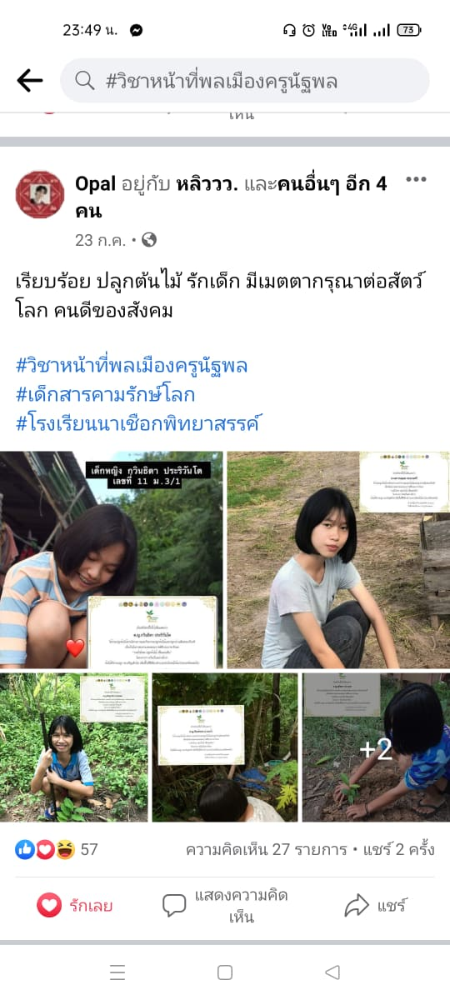 23:49 น.
VoLTE 4G 73
#วิชาหน้าที่พลเมืองครูนัฐพล
เห็น
Opal อยู่กับ หลิววว. และคนอื่นๆ อีก 4
คน
23 ก.ค.
เรียบร้อย ปลูกต้นไม้ รักเด็ก มีเมตตากรุณาต่อสัตว์
โลก คนดีของสังคม
#วิชาหน้าที่พลเมืองครูนัฐพล
#เด็กสารคามรักษ์โลก
#โรงเรียนนาเชือกพิทยาสรรค์
เด็กหญิง กวินธิดา ประริวันโต
เลขที่ 11 ม.3/1
+2
57
ความคิดเห็น 27 รายการ • แชร์ 2 ครั้ง
รักเลย
แสดงความคิด
เห็น
แชร์